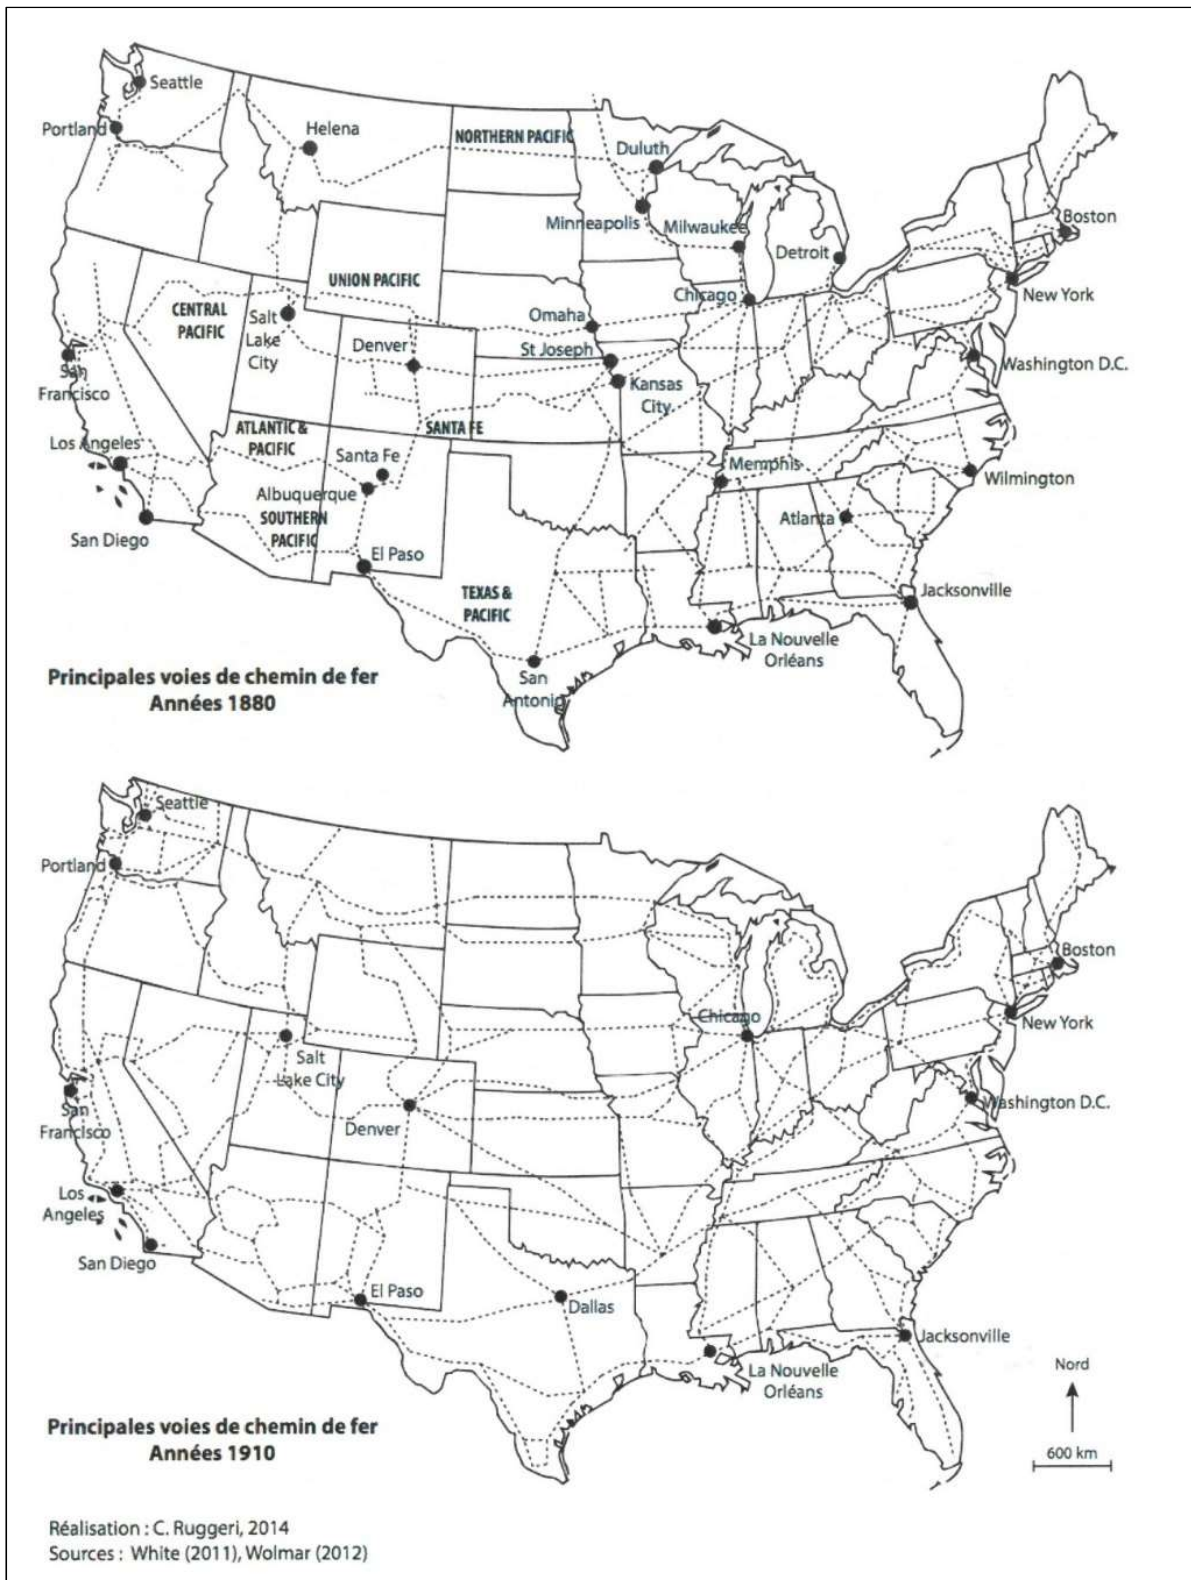 Seattle
Portland
Helena
NORTHERN PACIFIC
Duluth
Minneapolis
Milwaukee
Detroit
Boston
UNION PACIFIC
Chicago
New York
CENTRAL
PACIFIC
Salt
Lake
City
Omaha
Denver
St Joseph
Washington D.C.
San
Francisco
Kansas
City
Los Angeles
ATLANTIC &
PACIFIC
SANTA FE
Santa Fe
Memphis
Wilmington
Albuquerque
SOUTHERN
PACIFIC
Atlanta
San Diego
El Paso
TEXAS &
PACIFIC
Jacksonville
La Nouvelle
Orléans
San
Antonio
Principales voies de chemin de fer
Années 1880
Seattle
Portland
Boston
Chicago
New York
Salt
Lake City
San
Francisco
Denver
Washington D.C.
Los
Angeles
San Diego
El Paso
Dallas
Jacksonville
La Nouvelle
Orléans
Nord
600 km
Principales voies de chemin de fer
Années 1910
Réalisation : C. Ruggeri, 2014
Sources : White (2011), Wolmar (2012)